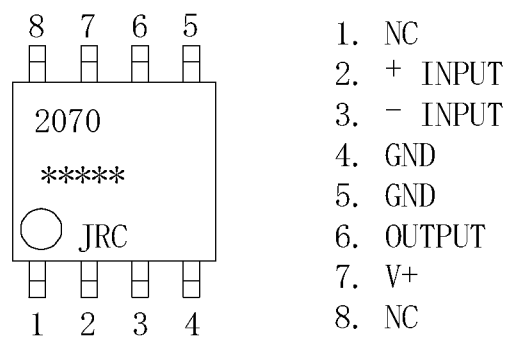 8 7 6 5
2070
*****
JRC
1 2 3 4
1. NC
2. + INPUT
3. − INPUT
4. GND
5. GND
6. OUTPUT
7. V+
8. NC